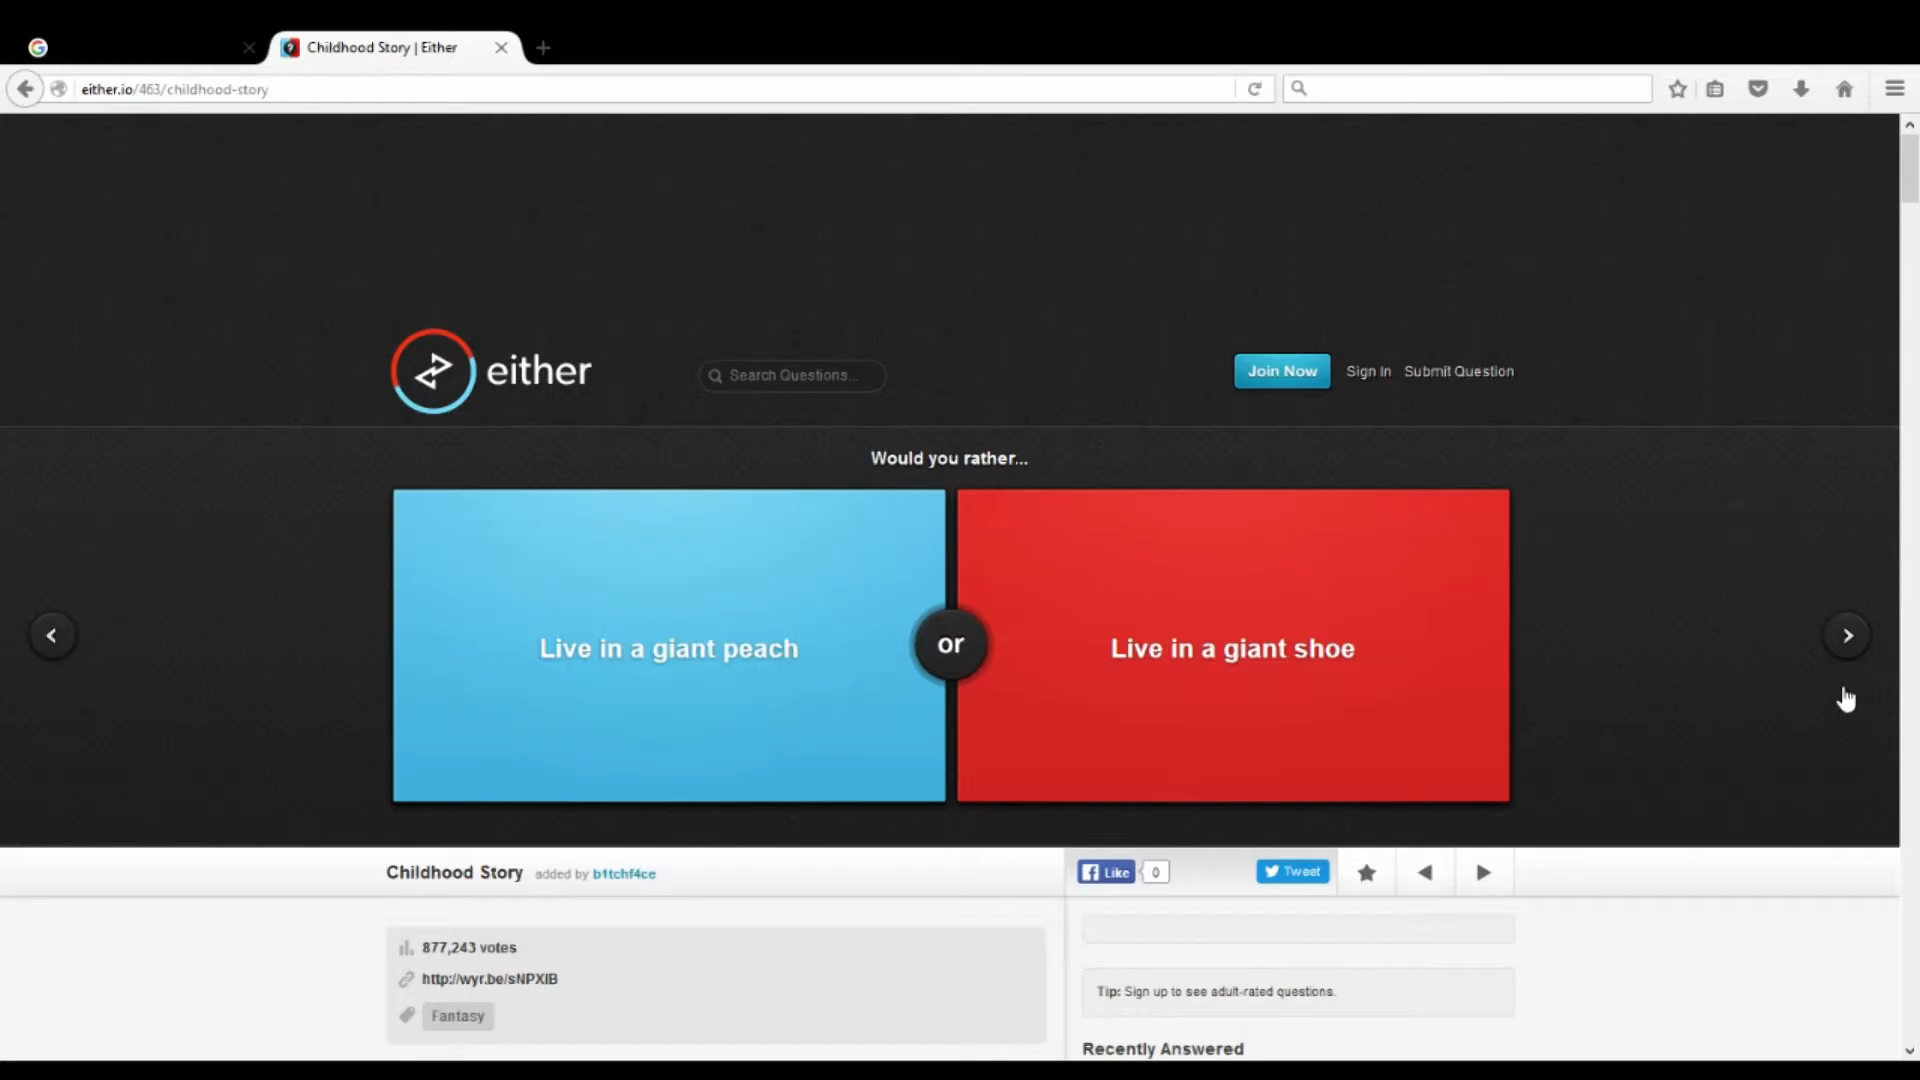 Childhood Story | Either
either.io/463/childhood-story
either
Search Questions...
Join Now
Sign In
Submit Question
Would you rather...
Live in a giant peach
or
Live in a giant shoe
Childhood Story added by b1tchf4ce
Like
0
Tweet
877,243 votes
http://wyr.be/sNPXIB
Fantasy
Tip: Sign up to see adult-rated questions.
Recently Answered